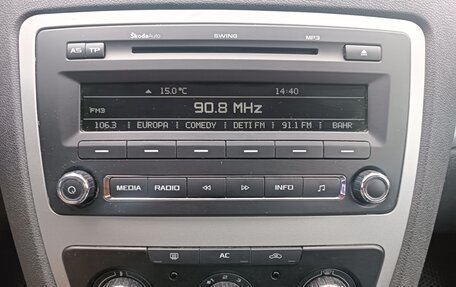 ŠkodaAuto SWING MP3
AS TP
15.0°C 14:40
FM3 90.8 MHz
106.3 EUROPA COMEDY DETI FM 91.1 FM BAHR
MEDIA RADIO INFO
AC